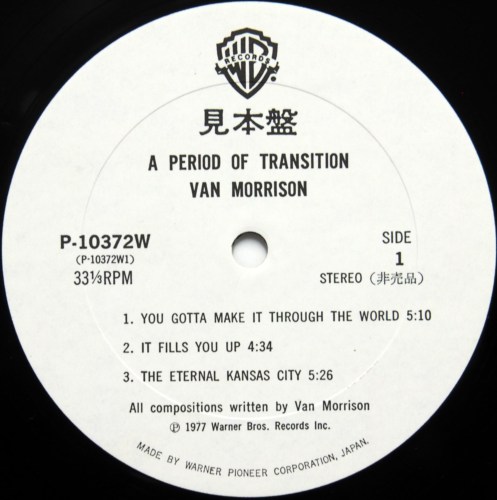 WB
RECORDS
見本盤
A PERIOD OF TRANSITION
VAN MORRISON
P-10372W
(P-10372W1)
33⅓RPM
SIDE
1
STEREO (非売品)
1. YOU GOTTA MAKE IT THROUGH THE WORLD 5:10
2. IT FILLS YOU UP 4:34
3. THE ETERNAL KANSAS CITY 5:26
All compositions written by Van Morrison
℗ 1977 Warner Bros. Records Inc.
MADE BY WARNER PIONEER CORPORATION, JAPAN.